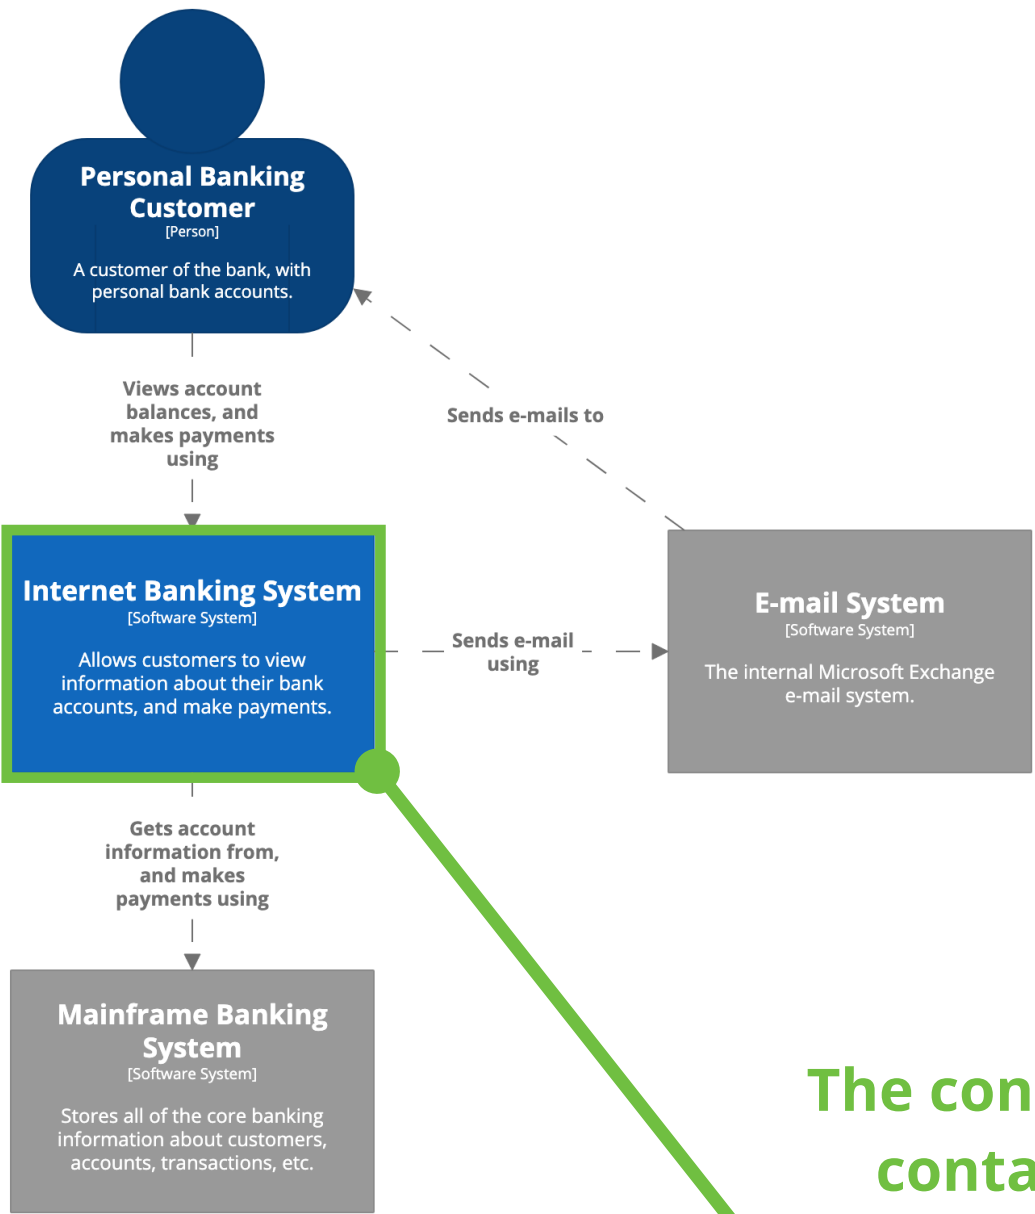 Personal Banking
Customer
[Person]
A customer of the bank, with
personal bank accounts.
Views account
balances, and
makes payments
using
Sends e-mails to
Internet Banking System
[Software System]
Allows customers to view
information about their bank
accounts, and make payments.
Sends e-mail
using
E-mail System
[Software System]
The internal Microsoft Exchange
e-mail system.
Gets account
information from,
and makes
payments using
Mainframe Banking
System
[Software System]
Stores all of the core banking
information about customers,
accounts, transactions, etc.
The con
conta